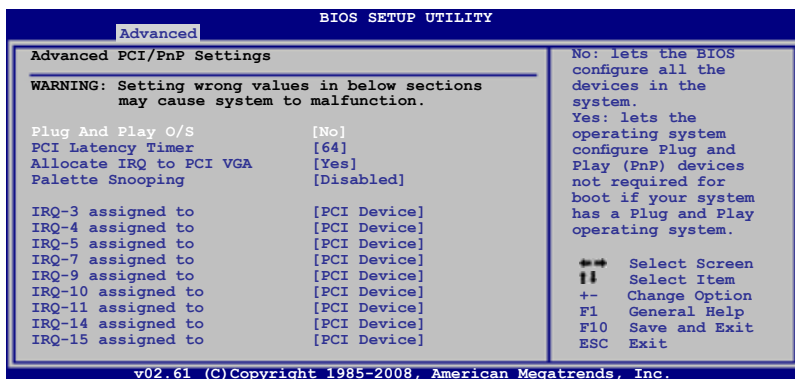 BIOS SETUP UTILITY
Advanced
Advanced PCI/PnP Settings
WARNING: Setting wrong values in below sections
may cause system to malfunction.
Plug And Play O/S [No]
PCI Latency Timer [64]
Allocate IRQ to PCI VGA [Yes]
Palette Snooping [Disabled]
IRQ-3 assigned to [PCI Device]
IRQ-4 assigned to [PCI Device]
IRQ-5 assigned to [PCI Device]
IRQ-7 assigned to [PCI Device]
IRQ-9 assigned to [PCI Device]
IRQ-10 assigned to [PCI Device]
IRQ-11 assigned to [PCI Device]
IRQ-14 assigned to [PCI Device]
IRQ-15 assigned to [PCI Device]
No: lets the BIOS
configure all the
devices in the
system.
Yes: lets the
operating system
configure Plug and
Play (PnP) devices
not required for
boot if your system
has a Plug and Play
operating system.
Select Screen
Select Item
+- Change Option
F1 General Help
F10 Save and Exit
ESC Exit
v02.61 (C)Copyright 1985-2008, American Megatrends, Inc.